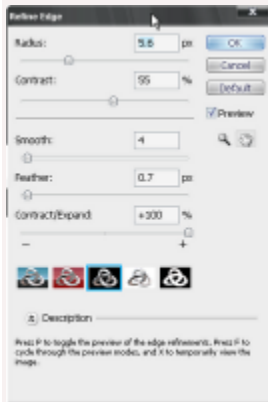 Refine Edge
Radius: 5.6 px
OK
Cancel
Contrast: 55 %
Default
Preview
Smooth: 4
Feather: 0.7 px
Contract/Expand: +100 %
- +
Description
Press P to toggle the preview of the edge refinements. Press F to
cycle through the preview modes, and X to temporarily view the
image.